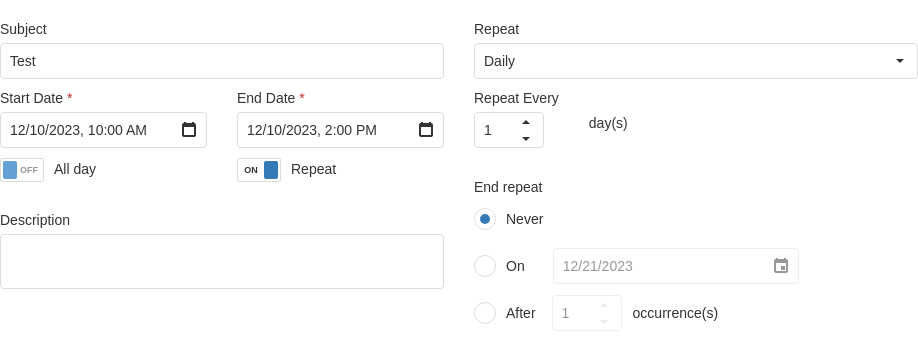 Subject
Test
Start Date *
End Date *
12/10/2023, 10:00 AM
12/10/2023, 2:00 PM
OFF
All day
ON
Repeat
Description
Repeat
Daily
Repeat Every
1
day(s)
End repeat
Never
On
12/21/2023
After
1
occurrence(s)